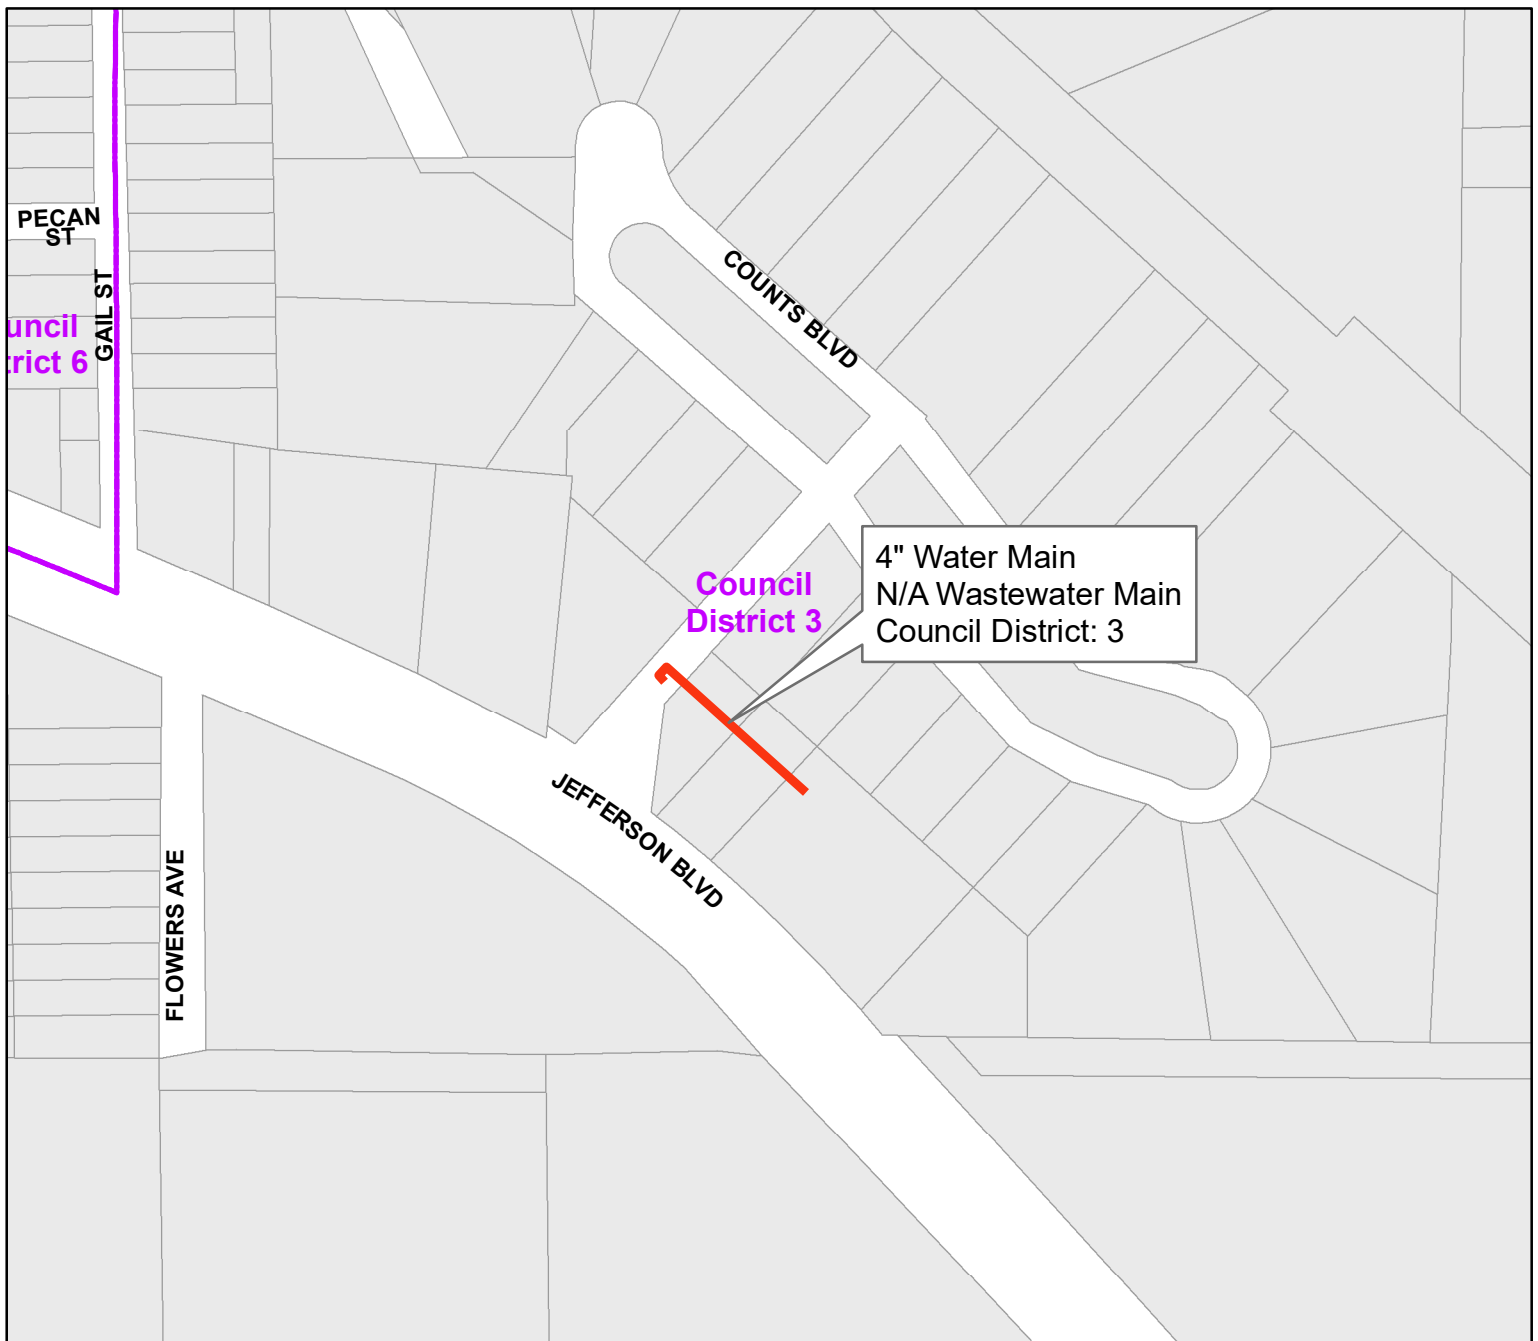 PECAN
ST
GAIL ST
uncil
trict 6
COUNTS BLVD
4" Water Main
N/A Wastewater Main
Council District: 3
Council
District 3
JEFFERSON BLVD
FLOWERS AVE